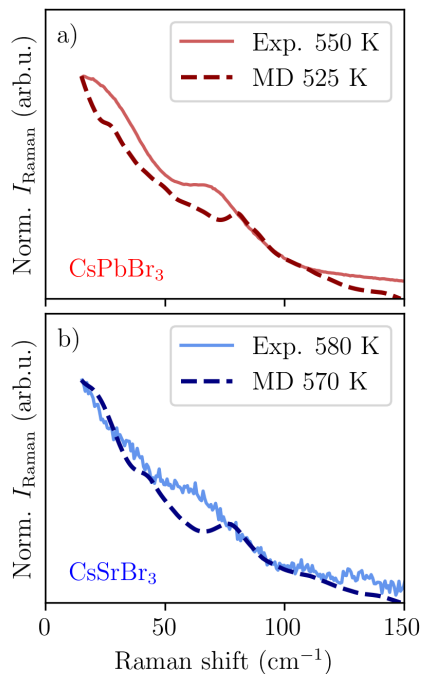 a)
Exp. 550 K
MD 525 K
Norm. I_Raman (arb.u.)
CsPbBr₃
b)
Exp. 580 K
MD 570 K
Norm. I_Raman (arb.u.)
CsSrBr₃
0 50 100 150
Raman shift (cm⁻¹)